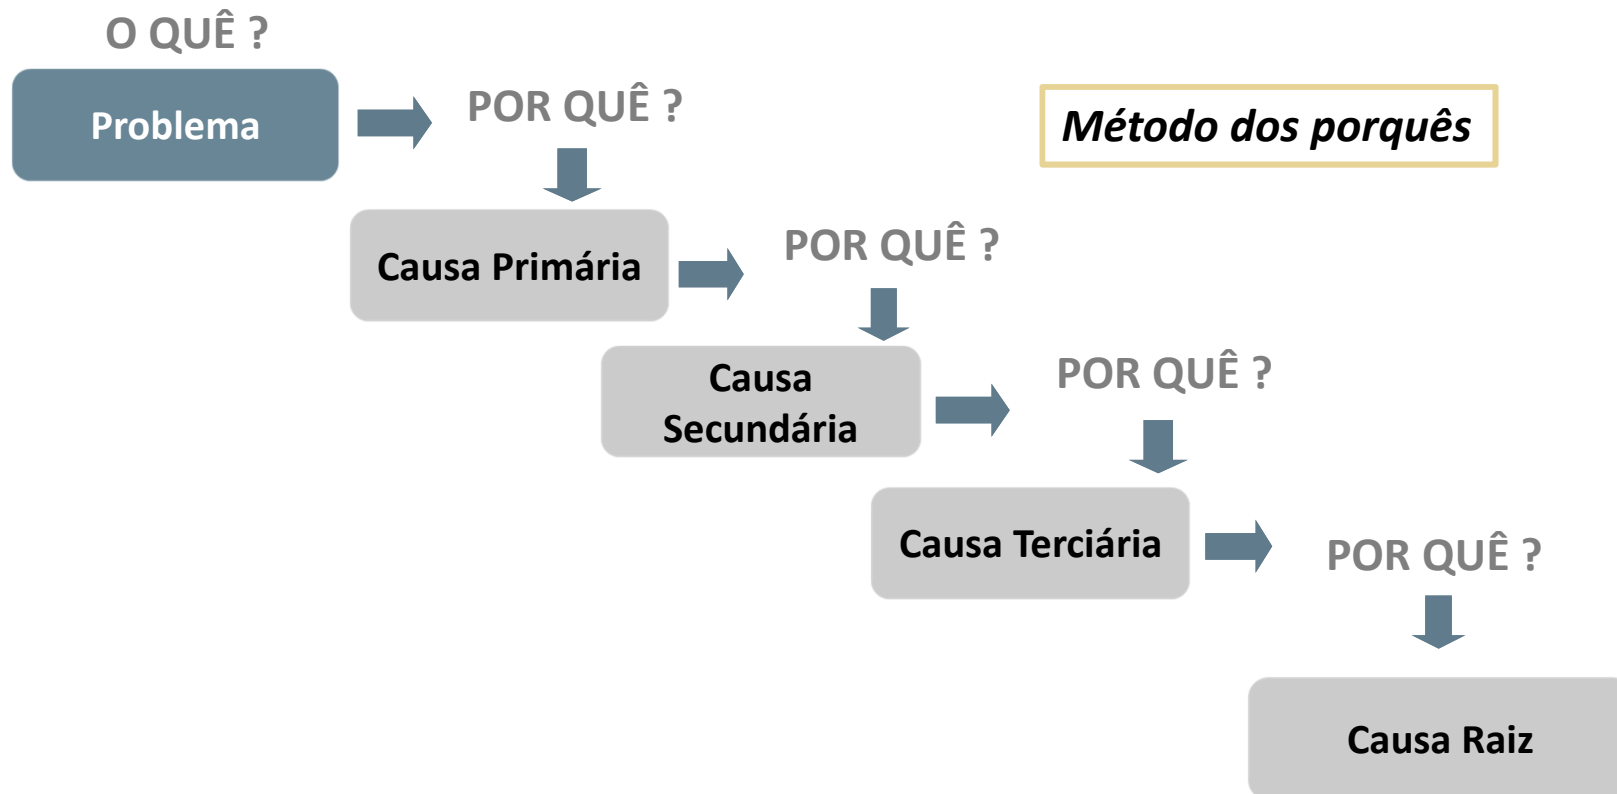 O QUÊ ?
Problema
POR QUÊ ?
Método dos porquês
Causa Primária
POR QUÊ ?
Causa
Secundária
POR QUÊ ?
Causa Terciária
POR QUÊ ?
Causa Raiz